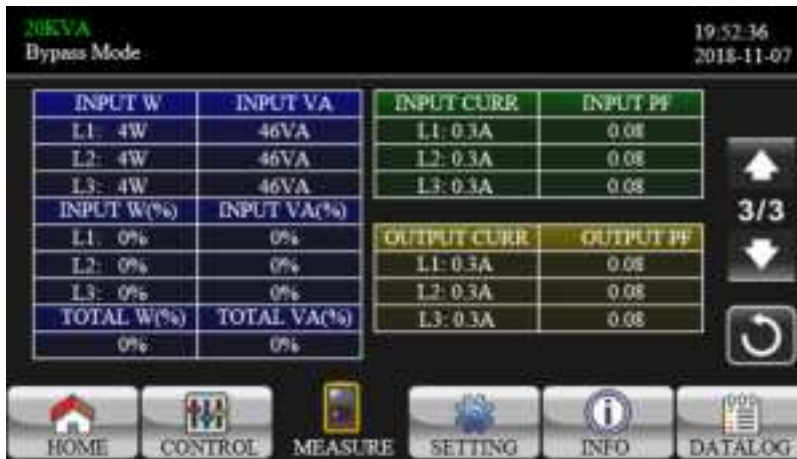 20KVA
Bypass Mode
19:52:36
2018-11-07
INPUT W INPUT VA
L1: 4W 46VA
L2: 4W 46VA
L3: 4W 46VA
INPUT W(%) INPUT VA(%)
L1: 0% 0%
L2: 0% 0%
L3: 0% 0%
TOTAL W(%) TOTAL VA(%)
0% 0%
INPUT CURR INPUT PF
L1: 0.3A 0.08
L2: 0.3A 0.08
L3: 0.3A 0.08
OUTPUT CURR OUTPUT PF
L1: 0.3A 0.08
L2: 0.3A 0.08
L3: 0.3A 0.08
3/3
HOME CONTROL MEASURE SETTING INFO DATALOG